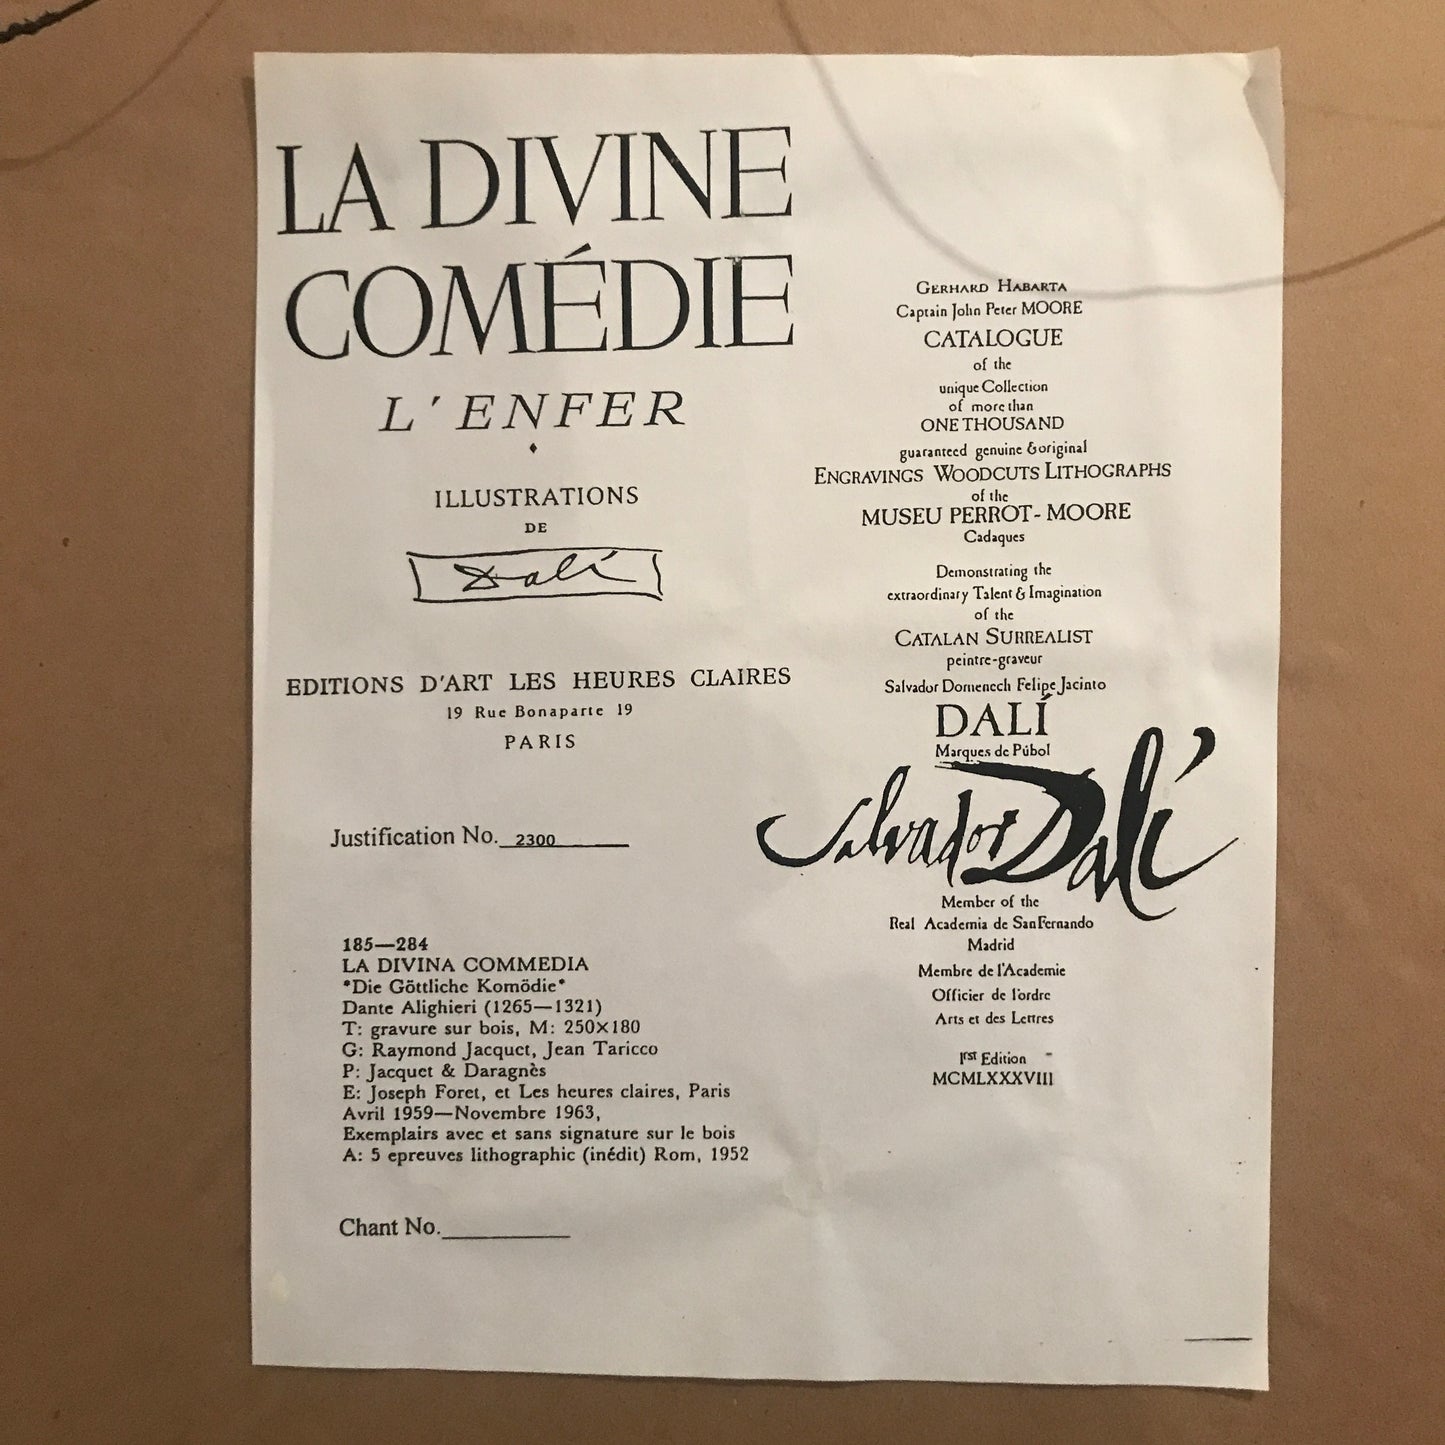 LA DIVINE
COMÉDIE
L'ENFER
ILLUSTRATIONS
DE
Dalí
EDITIONS D'ART LES HEURES CLAIRES
19 Rue Bonaparte 19
PARIS
Justification No. 2300
185—284
LA DIVINA COMMEDIA
"Die Göttliche Komödie"
Dante Alighieri (1265—1321)
T: gravure sur bois, M: 250×180
G: Raymond Jacquet, Jean Taricco
P: Jacquet & Daragnès
E: Joseph Foret, et Les heures claires, Paris
Avril 1959—Novembre 1963,
Exemplairs avec et sans signature sur le bois
A: 5 epreuves lithographic (inédit) Rom, 1952
Chant No.
GERHARD HABARTA
Captain John Peter MOORE
CATALOGUE
of the
unique Collection
of more than
ONE THOUSAND
guaranteed genuine & original
ENGRAVINGS WOODCUTS LITHOGRAPHS
of the
MUSEU PERROT-MOORE
Cadaques
Demonstrating the
extraordinary Talent & Imagination
of the
CATALAN SURREALIST
peintre-graveur
Salvador Domenech Felipe Jacinto
DALÍ
Marques de Púbol
Salvador Dalí
Member of the
Real Academia de San Fernando
Madrid
Membre de l'Academie
Officier de l'ordre
Arts et des Lettres
Irst Edition
MCMLXXXVIII